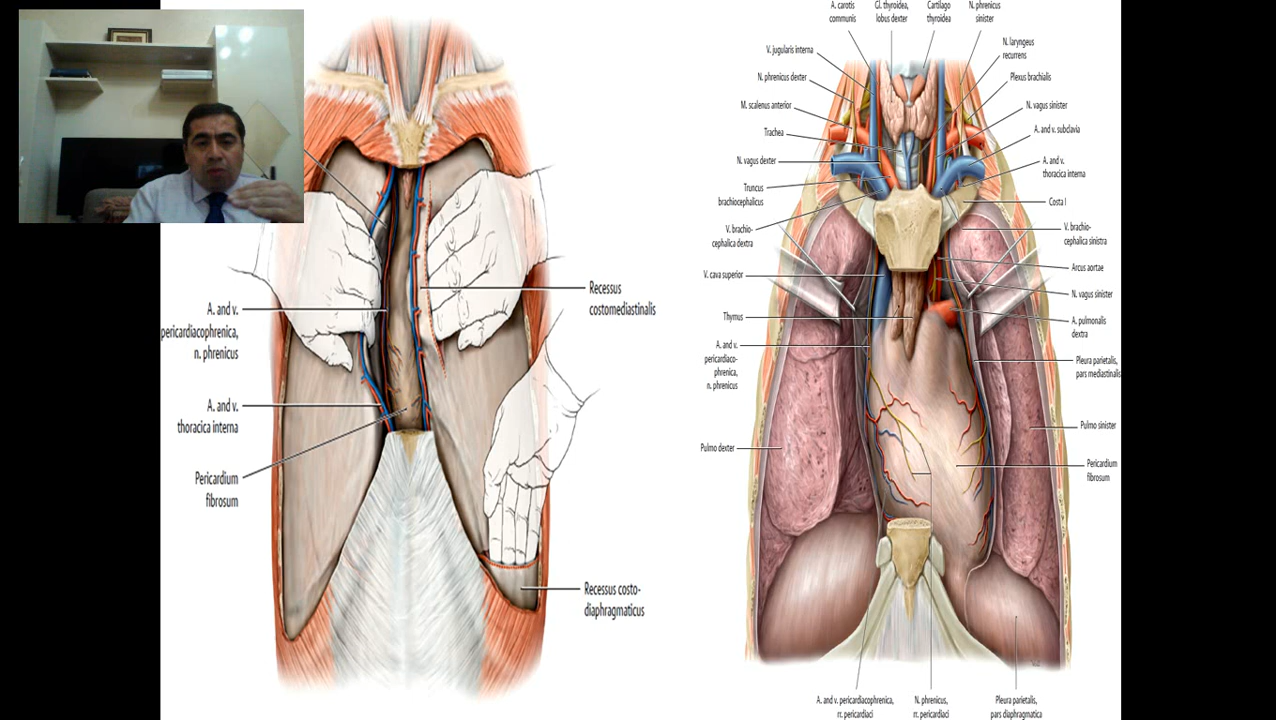 A. and v.
pericardiacophrenica,
n. phrenicus
A. and v.
thoracica interna
Pericardium
fibrosum
Recessus
costomediastinalis
Recessus costo-
diaphragmaticus
A. carotis
communis
Gl. thyroidea,
lobus dexter
Cartilago
thyroidea
N. phrenicus
sinister
V. jugularis interna
N. phrenicus dexter
M. scalenus anterior
Trachea
N. vagus dexter
Truncus
brachiocephalicus
V. brachio-
cephalica dextra
V. cava superior
Thymus
A. and v.
pericardiaco-
phrenica,
n. phrenicus
Pulmo dexter
N. laryngeus
recurrens
Plexus brachialis
N. vagus sinister
A. and v. subclavia
A. and v.
thoracica interna
Costa I
V. brachio-
cephalica sinistra
Arcus aortae
N. vagus sinister
A. pulmonalis
dextra
Pleura parietalis,
pars mediastinalis
Pulmo sinister
Pericardium
fibrosum
A. and v. pericardiacophrenica,
rr. pericardiaci
N. phrenicus,
rr. pericardiaci
Pleura parietalis,
pars diaphragmatica